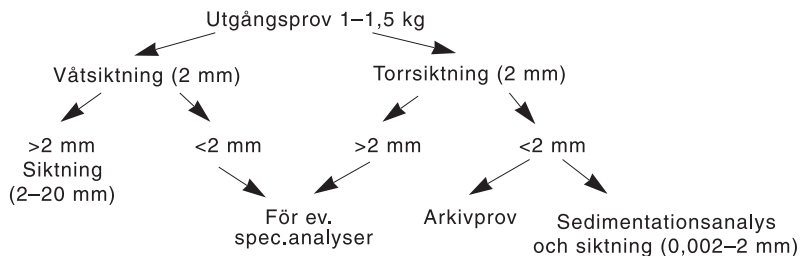 Utgångsprov 1–1,5 kg
Våtsiktning (2 mm)
Torrsiktning (2 mm)
>2 mm
Siktning
(2–20 mm)
<2 mm
>2 mm
<2 mm
För ev.
spec.analyser
Arkivprov
Sedimentationsanalys
och siktning (0,002–2 mm)